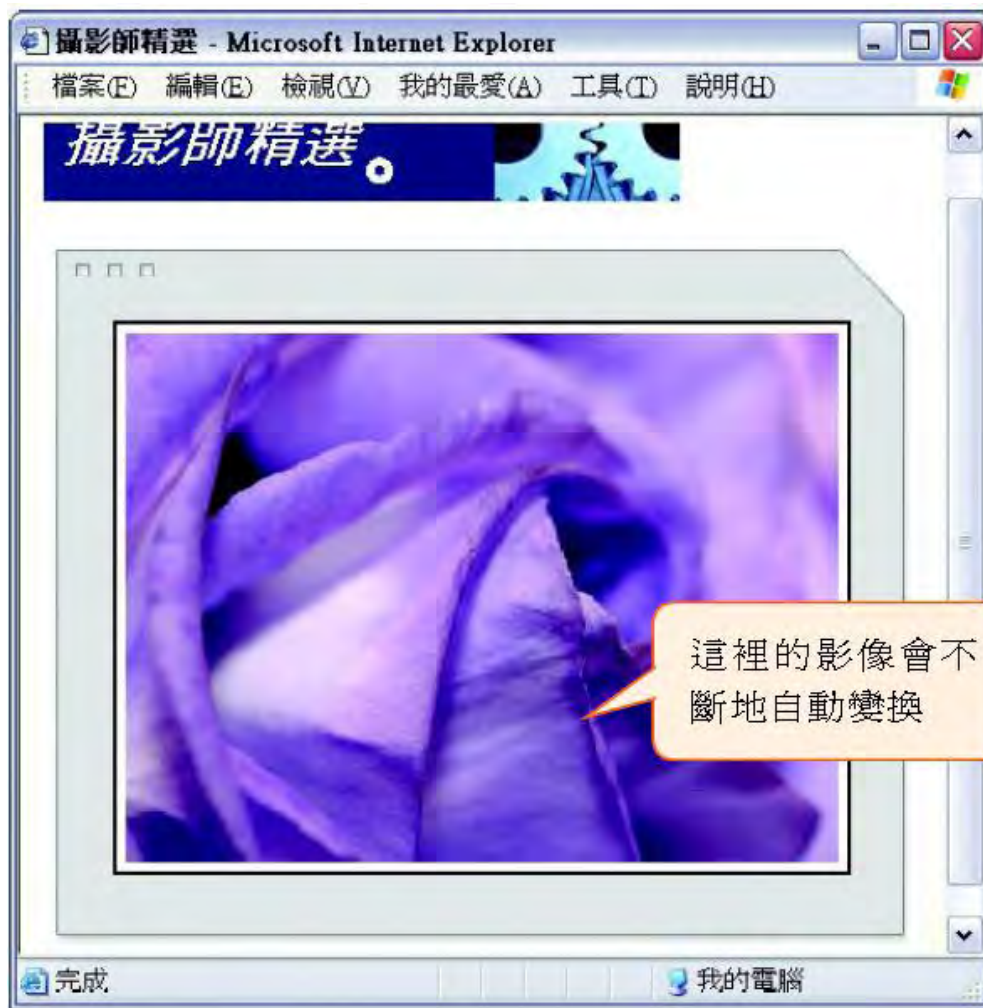 攝影師精選 - Microsoft Internet Explorer
檔案(F) 編輯(E) 檢視(V) 我的最愛(A) 工具(T) 說明(H)
攝影師精選。
這裡的影像會不
斷地自動變換
完成 我的電腦